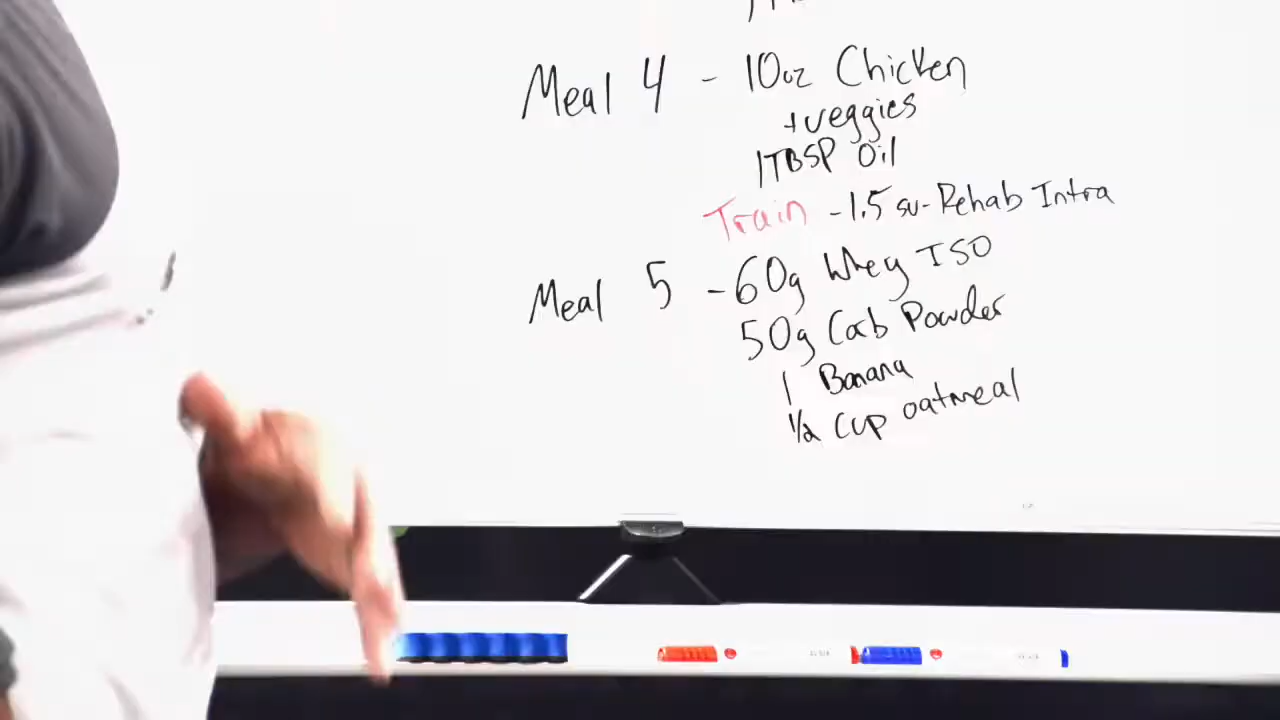 Meal 4 - 10oz Chicken
+veggies
1TBSP Oil
Train - 1.5 su- Rehab Intra
Meal 5 - 60g Whey ISO
50g Carb Powder
1 Banana
1/2 Cup oatmeal